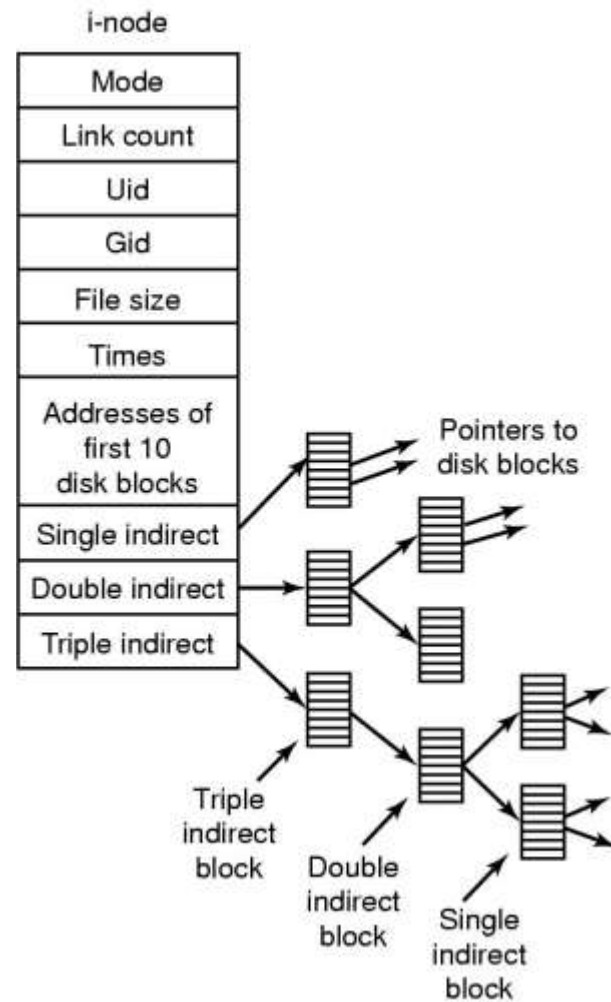 i-node
Mode
Link count
Uid
Gid
File size
Times
Addresses of
first 10
disk blocks
Single indirect
Double indirect
Triple indirect
Pointers to
disk blocks
Triple
indirect
block
Double
indirect
block
Single
indirect
block